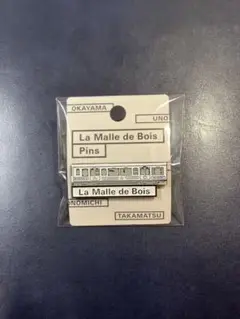 OKAYAMA
UNO
La Malle de Bois
Pins
La Malle de Bois
ONOMICHI
TAKAMATSU